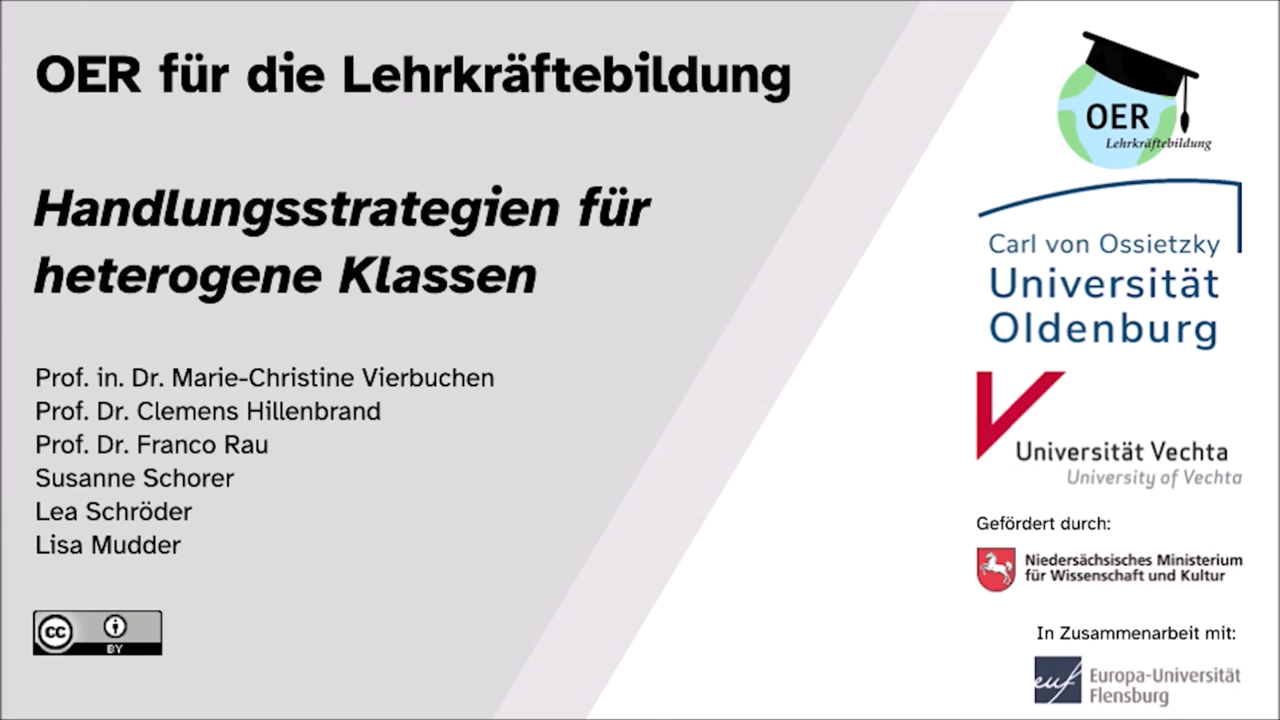 OER für die Lehrkräftebildung
Handlungsstrategien für
heterogene Klassen
Prof. in. Dr. Marie-Christine Vierbuchen
Prof. Dr. Clemens Hillenbrand
Prof. Dr. Franco Rau
Susanne Schorer
Lea Schröder
Lisa Mudder
cc
BY
OER
Lehrkräftebildung
Carl von Ossietzky
Universität
Oldenburg
Universität Vechta
University of Vechta
Gefördert durch:
Niedersächsisches Ministerium
für Wissenschaft und Kultur
In Zusammenarbeit mit:
euf
Europa-Universität
Flensburg